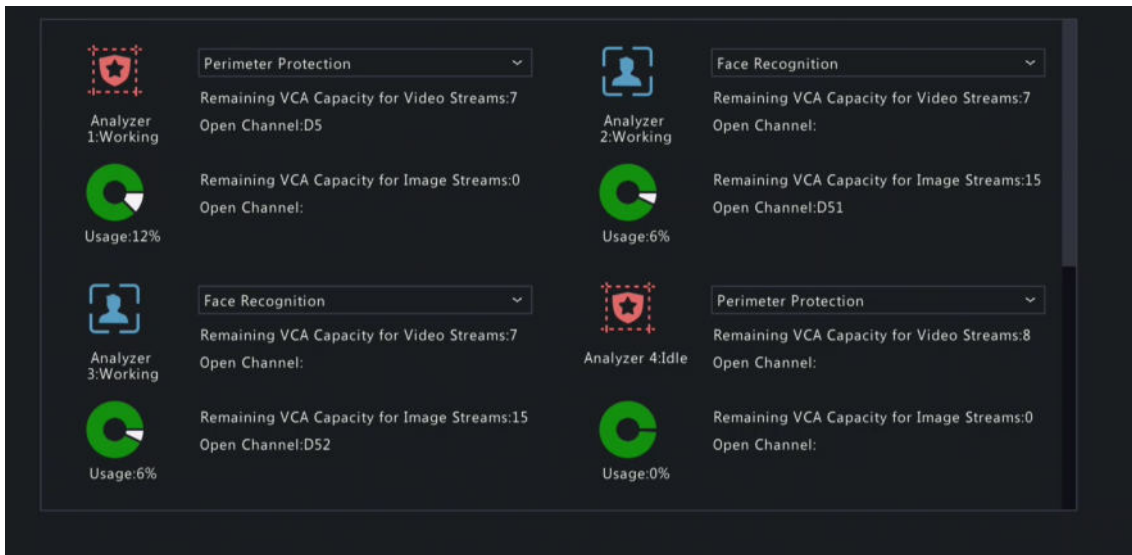 Perimeter Protection
Remaining VCA Capacity for Video Streams:7
Analyzer
1:Working
Open Channel:D5
Remaining VCA Capacity for Image Streams:0
Open Channel:
Usage:12%
Face Recognition
Remaining VCA Capacity for Video Streams:7
Analyzer
2:Working
Open Channel:
Remaining VCA Capacity for Image Streams:15
Open Channel:D51
Usage:6%
Face Recognition
Remaining VCA Capacity for Video Streams:7
Analyzer
3:Working
Open Channel:
Remaining VCA Capacity for Image Streams:15
Open Channel:D52
Usage:6%
Perimeter Protection
Remaining VCA Capacity for Video Streams:8
Analyzer 4:Idle
Open Channel:
Remaining VCA Capacity for Image Streams:0
Open Channel:
Usage:0%